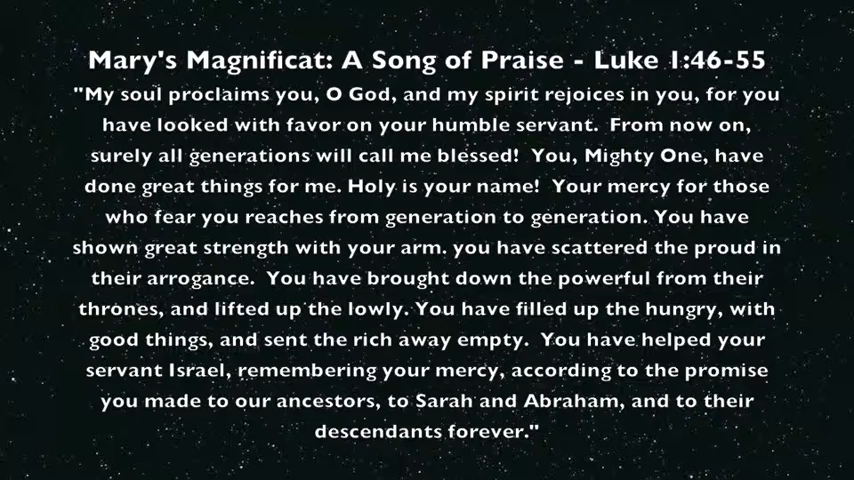 Mary's Magnificat: A Song of Praise - Luke 1:46-55
"My soul proclaims you, O God, and my spirit rejoices in you, for you
have looked with favor on your humble servant.  From now on,
surely all generations will call me blessed!  You, Mighty One, have
done great things for me. Holy is your name!  Your mercy for those
who fear you reaches from generation to generation. You have
shown great strength with your arm. you have scattered the proud in
their arrogance.  You have brought down the powerful from their
thrones, and lifted up the lowly. You have filled up the hungry, with
good things, and sent the rich away empty.  You have helped your
servant Israel, remembering your mercy, according to the promise
you made to our ancestors, to Sarah and Abraham, and to their
descendants forever."